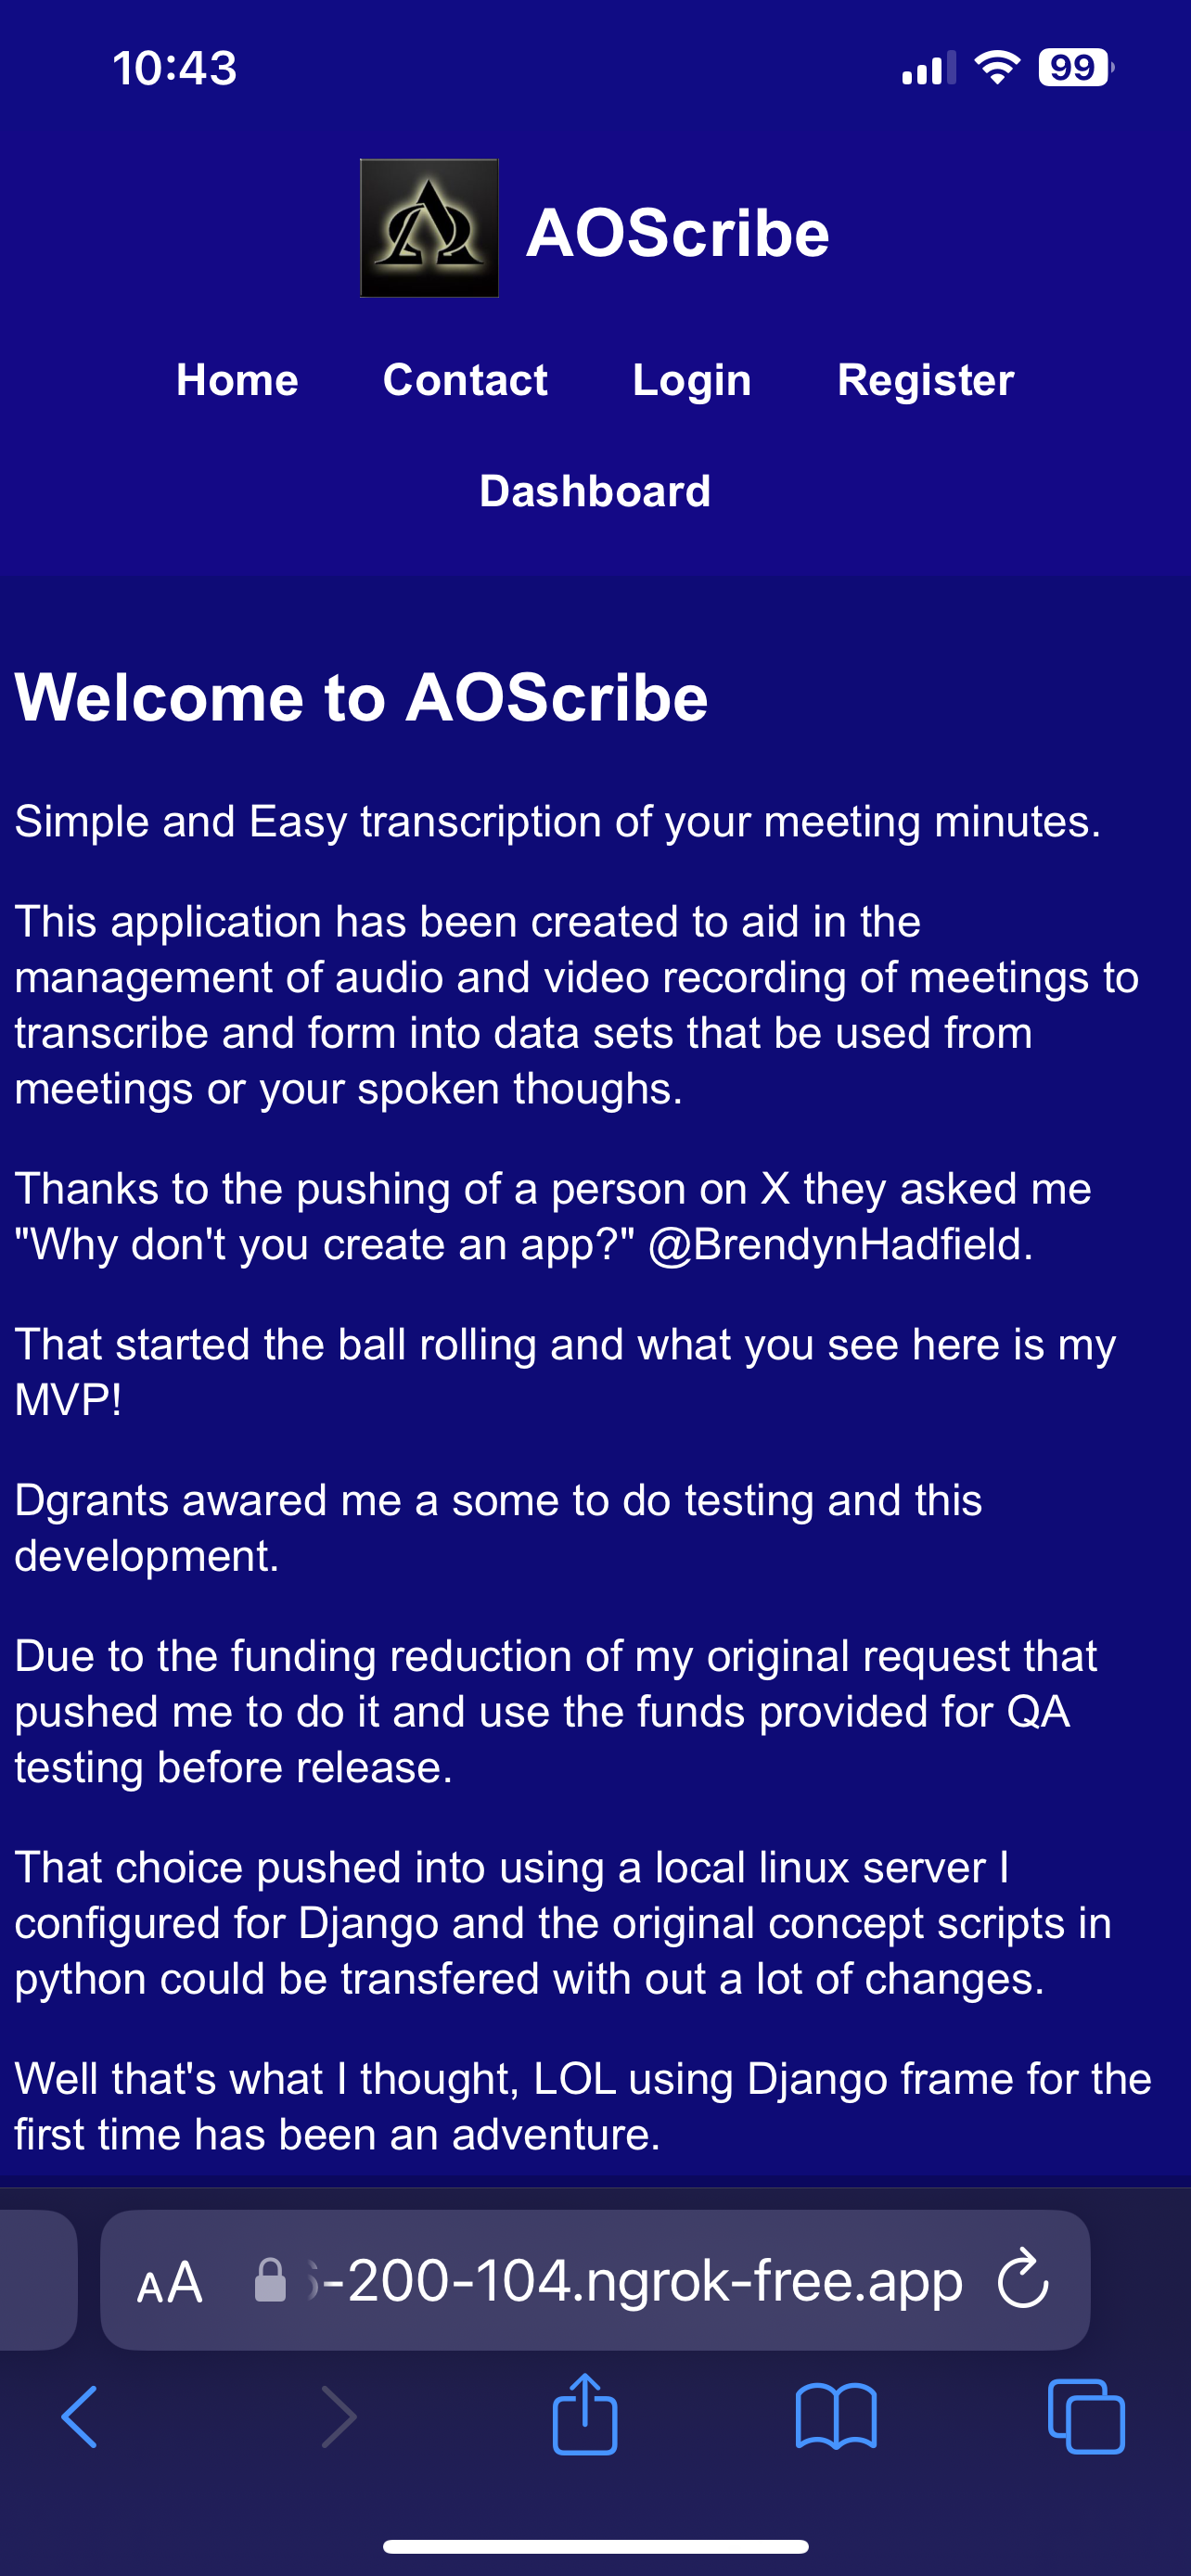 10:43
99
AOScribe
Home Contact Login Register
Dashboard
Welcome to AOScribe
Simple and Easy transcription of your meeting minutes.
This application has been created to aid in the
management of audio and video recording of meetings to
transcribe and form into data sets that be used from
meetings or your spoken thoughs.
Thanks to the pushing of a person on X they asked me
"Why don't you create an app?" @BrendynHadfield.
That started the ball rolling and what you see here is my
MVP!
Dgrants awared me a some to do testing and this
development.
Due to the funding reduction of my original request that
pushed me to do it and use the funds provided for QA
testing before release.
That choice pushed into using a local linux server I
configured for Django and the original concept scripts in
python could be transfered with out a lot of changes.
Well that's what I thought, LOL using Django frame for the
first time has been an adventure.
AA -200-104.ngrok-free.app